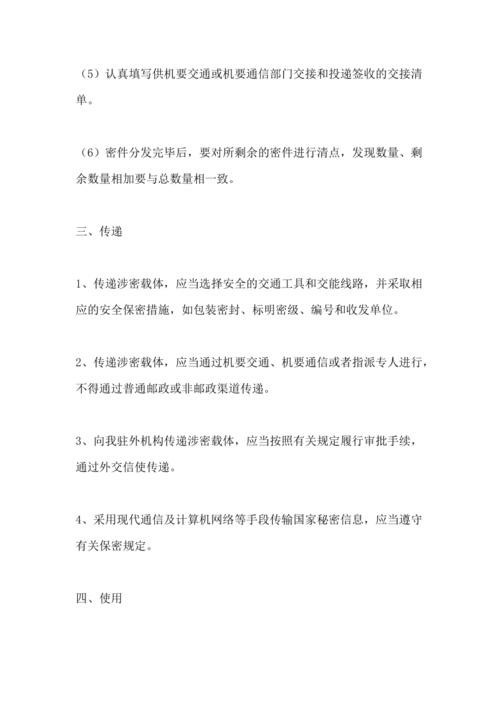 （5）认真填写供机要交通或机要通信部门交接和投递签收的交接清
单。
（6）密件分发完毕后，要对所剩余的密件进行清点，发现数量、剩
余数量相加要与总数量相一致。
三、传递
1、传递涉密载体，应当选择安全的交通工具和交能线路，并采取相
应的安全保密措施，如包装密封、标明密级、编号和收发单位。
2、传递涉密载体，应当通过机要交通、机要通信或者指派专人进行，
不得通过普通邮政或非邮政渠道传递。
3、向我驻外机构传递涉密载体，应当按照有关规定履行审批手续，
通过外交信使传递。
4、采用现代通信及计算机网络等手段传输国家秘密信息，应当遵守
有关保密规定。
四、使用